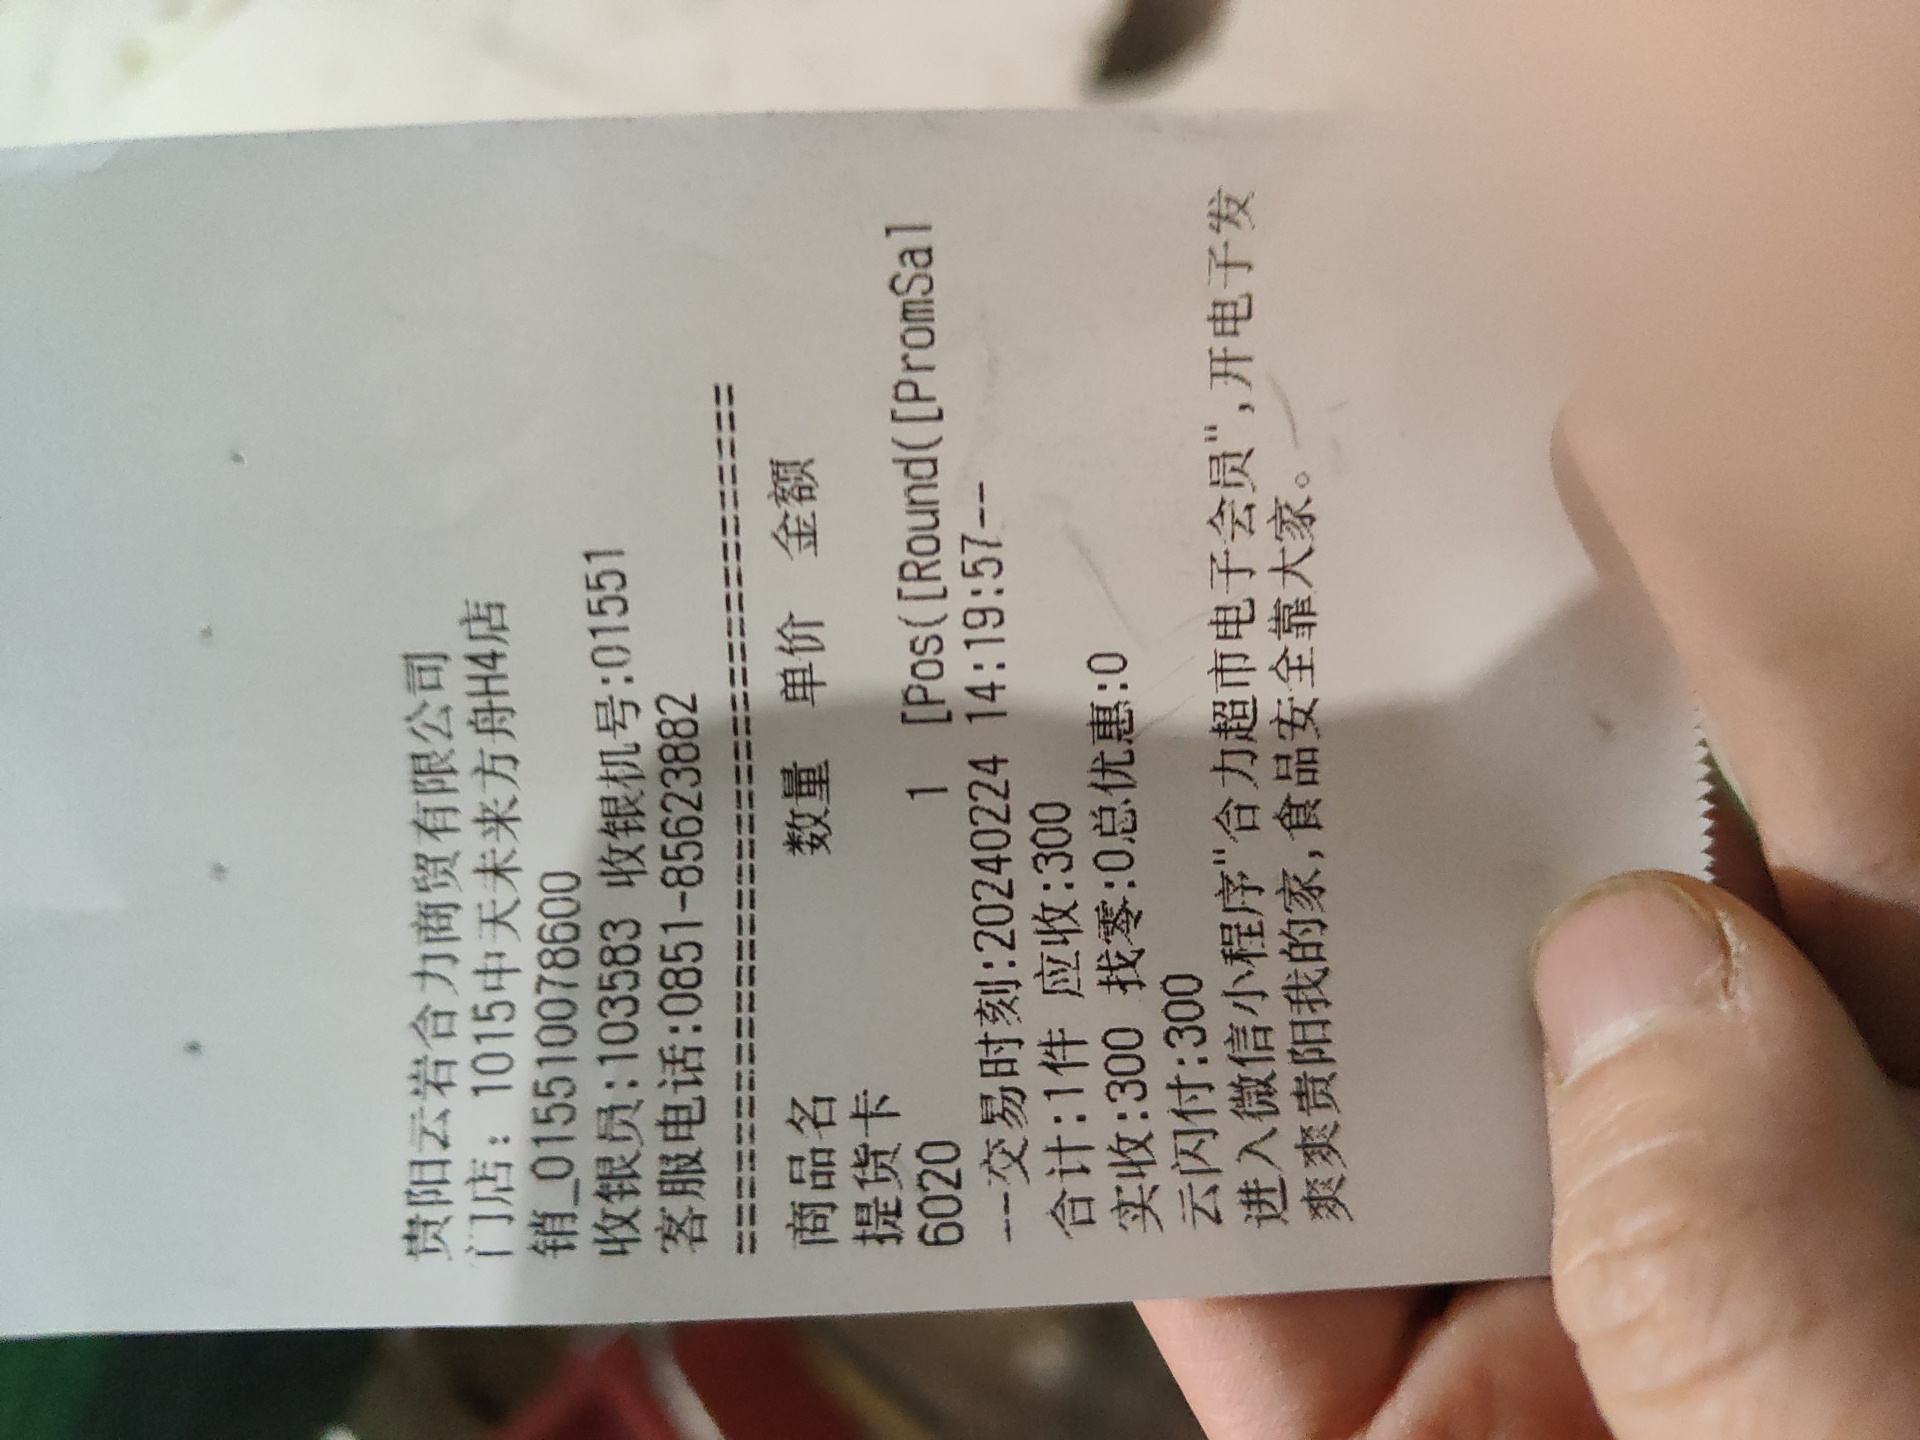 贵阳云岩合力商贸有限公司
门店：1015中天未来方舟H4店
销_0155100786​00
收银员:103583 收银机号:01551
客服电话:0851-85623882
========================================
商品名 数量 单价 金额
提货卡
6020 1 [Pos([Round([PromSal
---交易时刻:20240224 14:19:57---
合计:1件 应收:300
实收:300 找零:0总优惠:0
云闪付:300
进入微信小程序"合力超市电子会员",开电子发
爽爽贵阳我的家,食品安全靠大家。